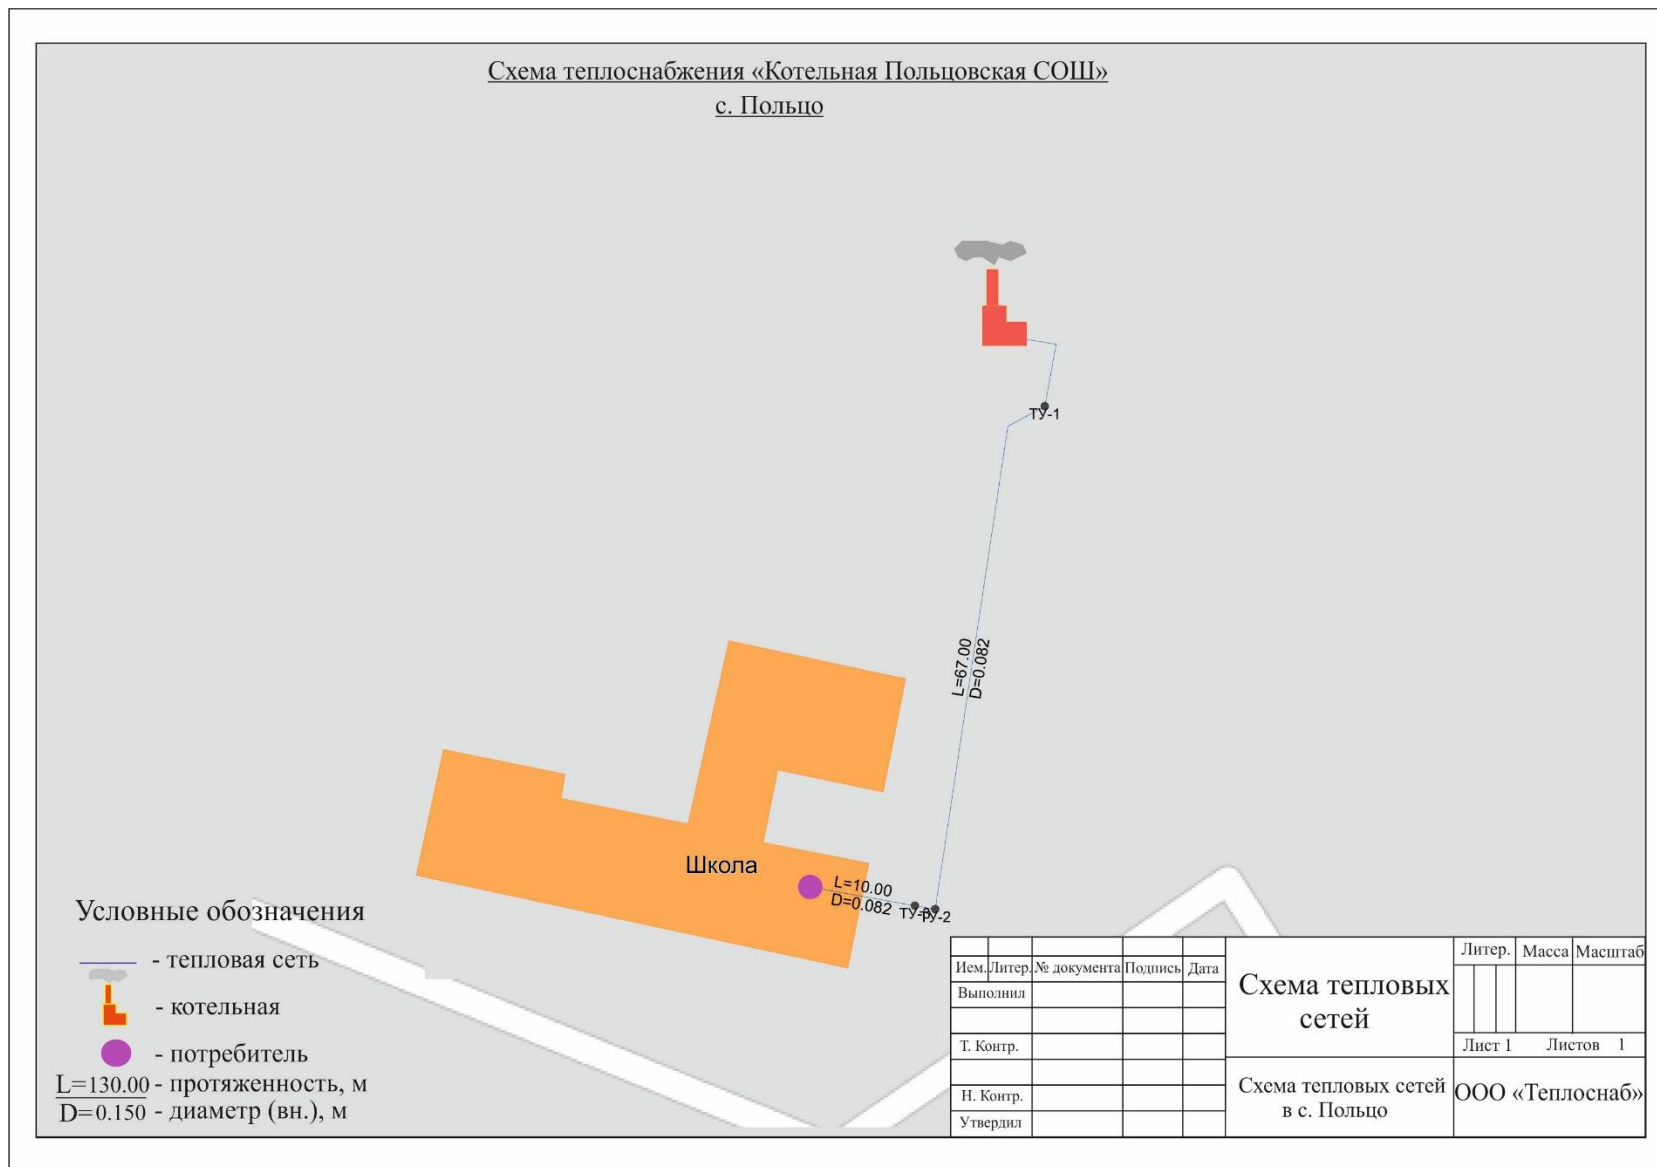 Схема теплоснабжения «Котельная Польцовская СОШ»
с. Польцо
ТУ-1
L=67.00
D=0.082
Школа
L=10.00
D=0.082
ТУ-3
ТУ-2
Условные обозначения
- тепловая сеть
- котельная
- потребитель
L=130.00 - протяженность, м
D=0.150 - диаметр (вн.), м
Ием. Литер. № документа Подпись Дата
Выполнил
Т. Контр.
Н. Контр.
Утвердил
Схема тепловых
сетей
Схема тепловых сетей
в с. Польцо
Литер. Масса Масштаб
Лист 1 Листов 1
ООО «Теплоснаб»